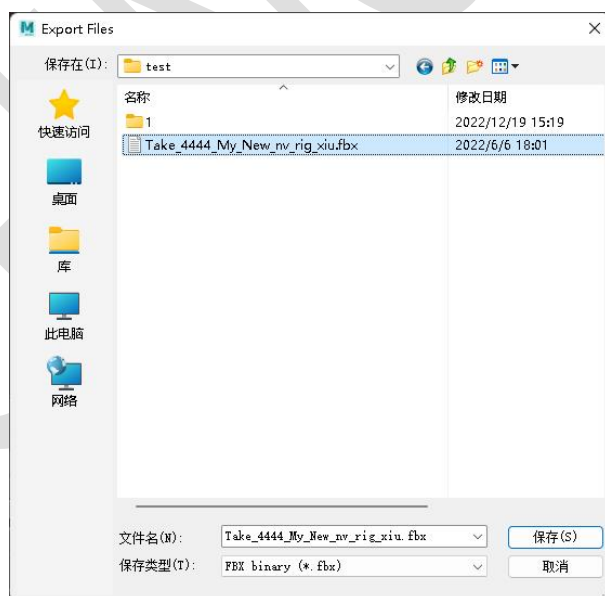 Export Files
保存在(I): test
快速访问
桌面
库
此电脑
网络
名称 修改日期
1 2022/12/19 15:19
Take_4444_My_New_nv_rig_xiu.fbx 2022/6/6 18:01
文件名(N): Take_4444_My_New_nv_rig_xiu.fbx 保存(S)
保存类型(T): FBX binary (*.fbx) 取消